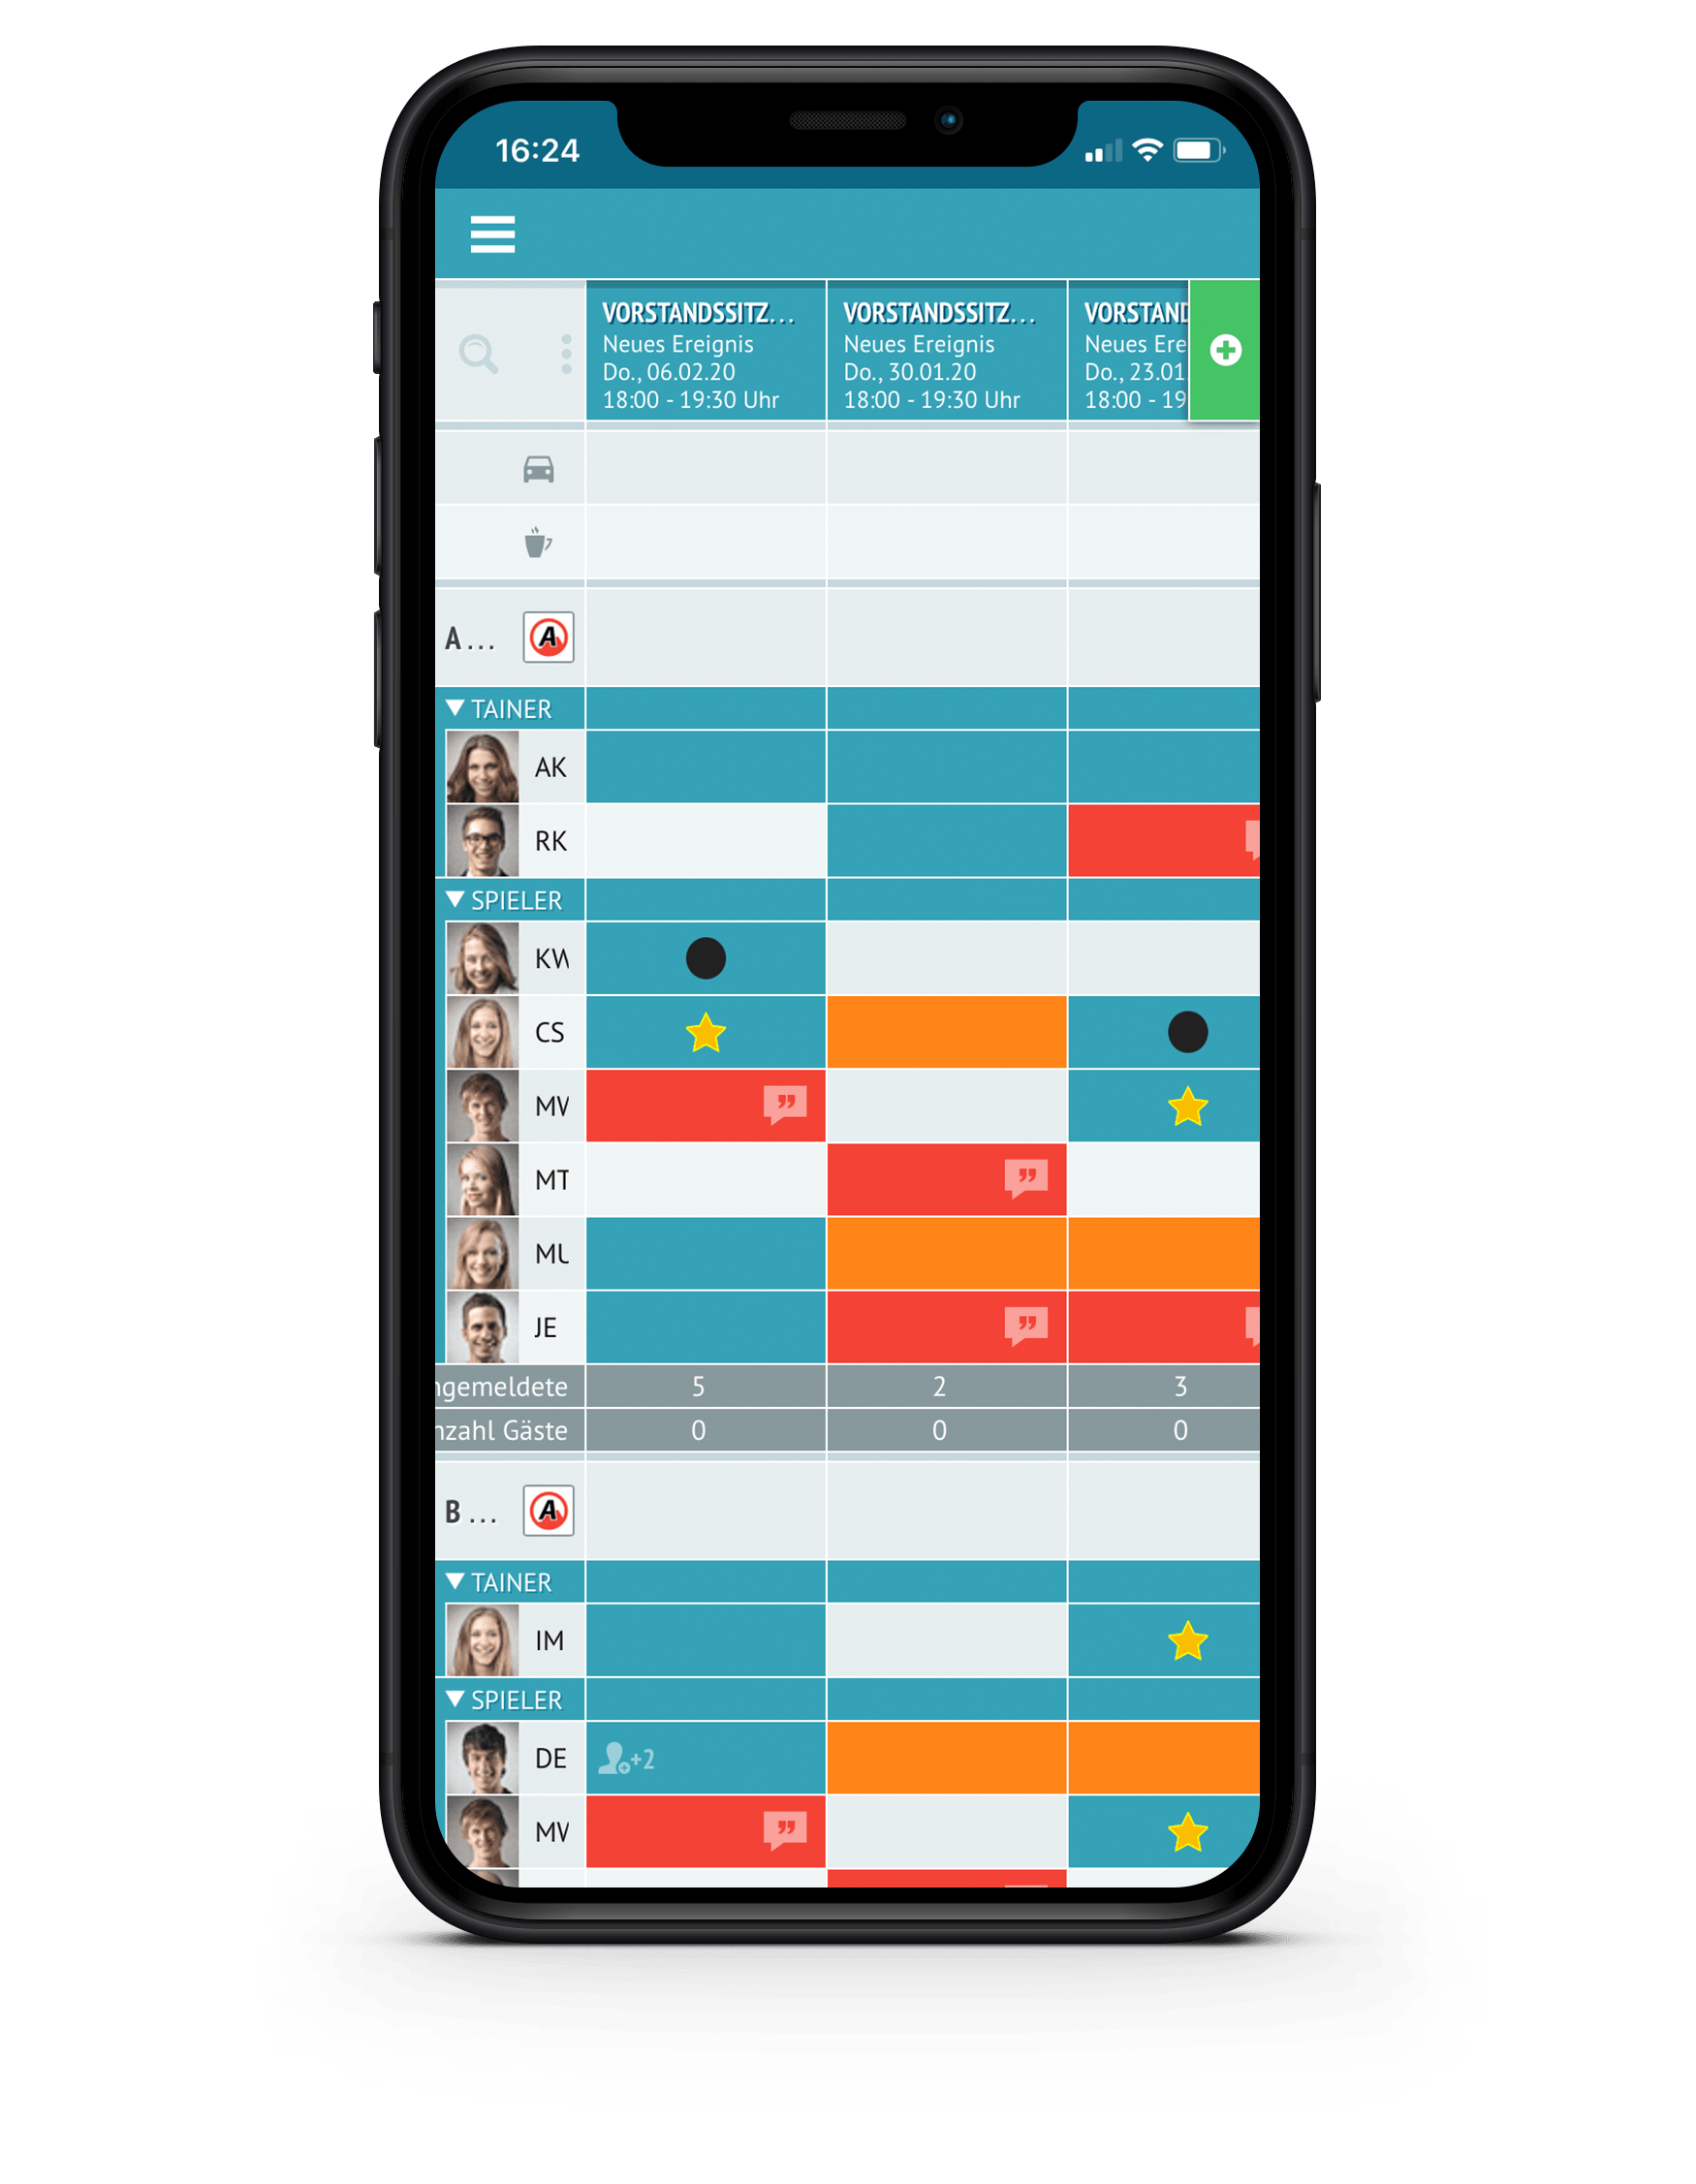 16:24
VORSTANDSSITZ... VORSTANDSSITZ... VORSTAND
Neues Ereignis Neues Ereignis Neues Ere
Do., 06.02.20 Do., 30.01.20 Do., 23.01.
18:00 - 19:30 Uhr 18:00 - 19:30 Uhr 18:00 - 19
A... A
TAINER
AK
RK
SPIELER
KW
CS
MW
MT
MU
JE
ngemeldete 5 2 3
nzahl Gäste 0 0 0
B... A
TAINER
IM
SPIELER
DE +2
MW